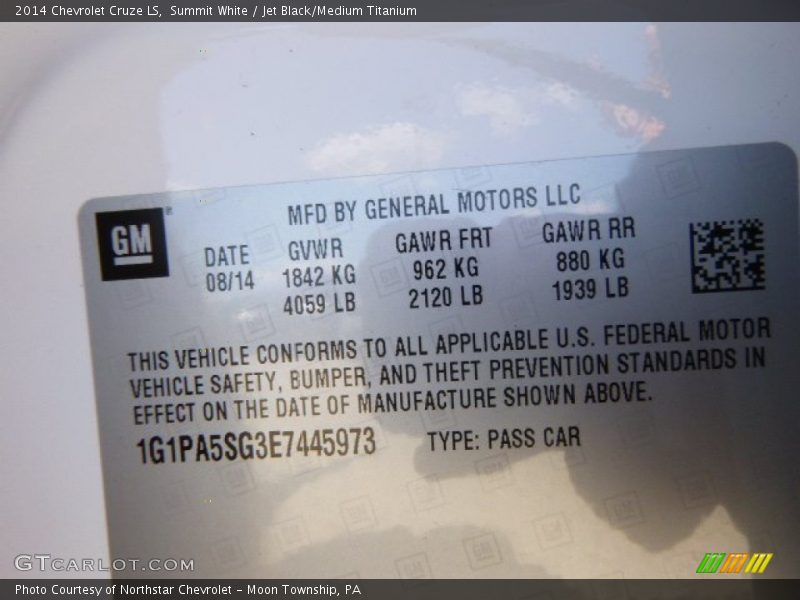 2014 Chevrolet Cruze LS, Summit White / Jet Black/Medium Titanium
GM
MFD BY GENERAL MOTORS LLC
DATE GVWR GAWR FRT GAWR RR
08/14 1842 KG 962 KG 880 KG
4059 LB 2120 LB 1939 LB
THIS VEHICLE CONFORMS TO ALL APPLICABLE U.S. FEDERAL MOTOR
VEHICLE SAFETY, BUMPER, AND THEFT PREVENTION STANDARDS IN
EFFECT ON THE DATE OF MANUFACTURE SHOWN ABOVE.
1G1PA5SG3E7445973 TYPE: PASS CAR
GTCARLOT.COM
Photo Courtesy of Northstar Chevrolet – Moon Township, PA